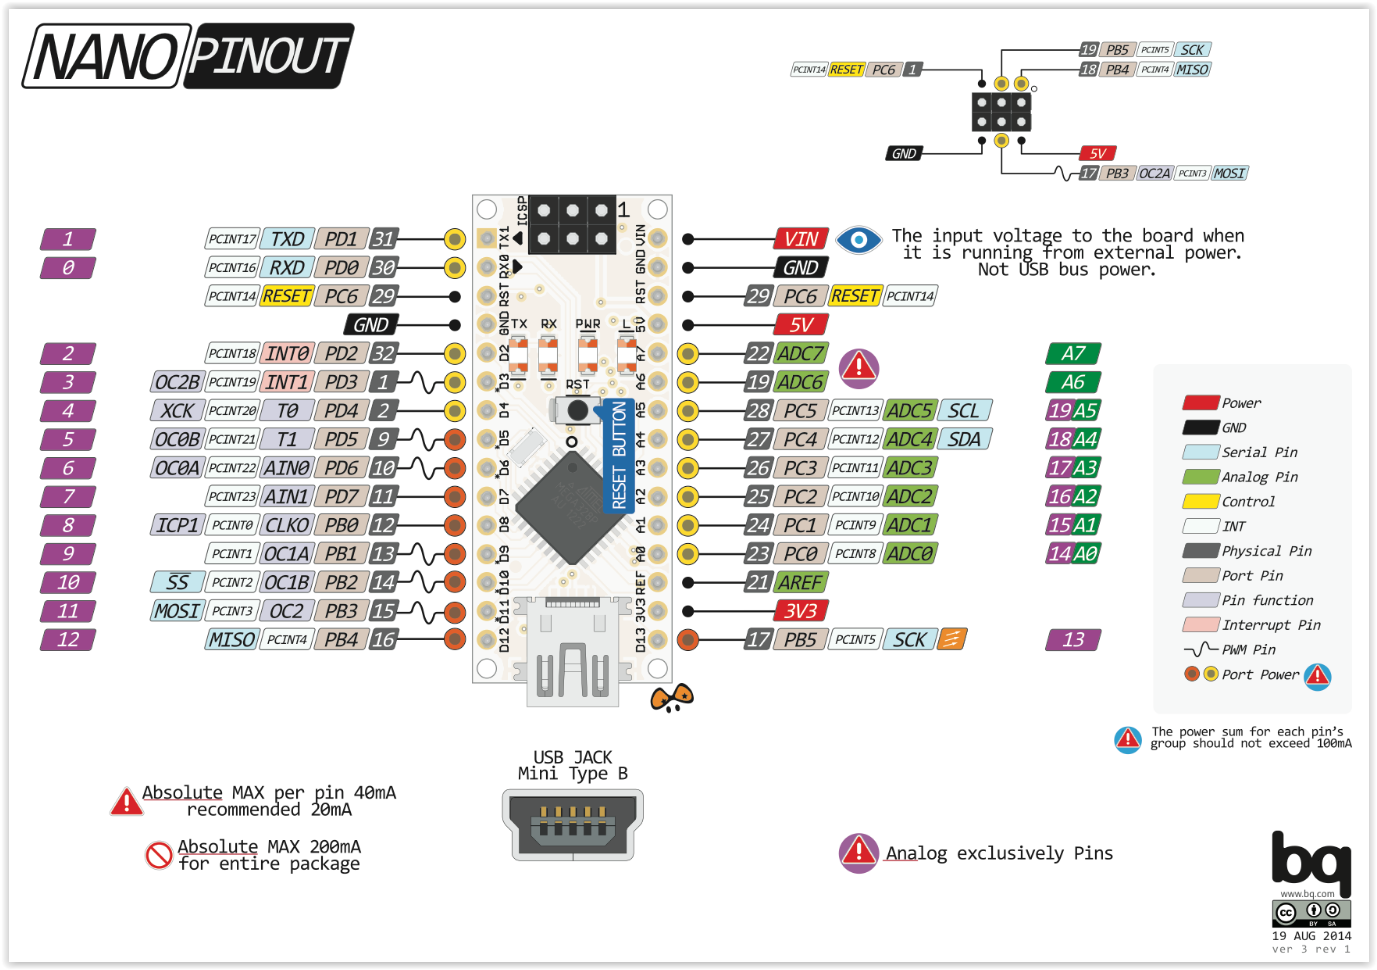 NANO PINOUT
19 PB5 PCINT5 SCK
PCINT14 RESET PC6 1
18 PB4 PCINT4 MISO
GND
5V
17 PB3 OC2A PCINT3 MOSI
ICSP
1
1 PCINT17 TXD PD1 31 TX1
0 PCINT16 RXD PD0 30 RX0
PCINT14 RESET PC6 29 RST
GND GND
2 PCINT18 INT0 PD2 32 D2
3 OC2B PCINT19 INT1 PD3 1 *D3
4 XCK PCINT20 T0 PD4 2 D4
5 OC0B PCINT21 T1 PD5 9 *D5
6 OC0A PCINT22 AIN0 PD6 10 *D6
7 PCINT23 AIN1 PD7 11 D7
8 ICP1 PCINT0 CLKO PB0 12 D8
9 PCINT1 OC1A PB1 13 *D9
10 SS PCINT2 OC1B PB2 14 *D10
11 MOSI PCINT3 OC2 PB3 15 *D11
12 MISO PCINT4 PB4 16 D12
TX RX PWR L
RST
RESET BUTTON
VIN VIN
The input voltage to the board when
it is running from external power.
Not USB bus power.
GND GND
RST 29 PC6 RESET PCINT14
5V 5V
A7 22 ADC7 A7
A6 19 ADC6 A6
A5 28 PC5 PCINT13 ADC5 SCL 19 A5
A4 27 PC4 PCINT12 ADC4 SDA 18 A4
A3 26 PC3 PCINT11 ADC3 17 A3
A2 25 PC2 PCINT10 ADC2 16 A2
A1 24 PC1 PCINT9 ADC1 15 A1
A0 23 PC0 PCINT8 ADC0 14 A0
REF 21 AREF
3V3 3V3
D13 17 PB5 PCINT5 SCK 13
Power
GND
Serial Pin
Analog Pin
Control
INT
Physical Pin
Port Pin
Pin function
Interrupt Pin
PWM Pin
Port Power
The power sum for each pin's
group should not exceed 100mA
USB JACK
Mini Type B
Absolute MAX per pin 40mA
recommended 20mA
Absolute MAX 200mA
for entire package
Analog exclusively Pins
bq
www.bq.com
cc BY SA
19 AUG 2014
ver 3 rev 1